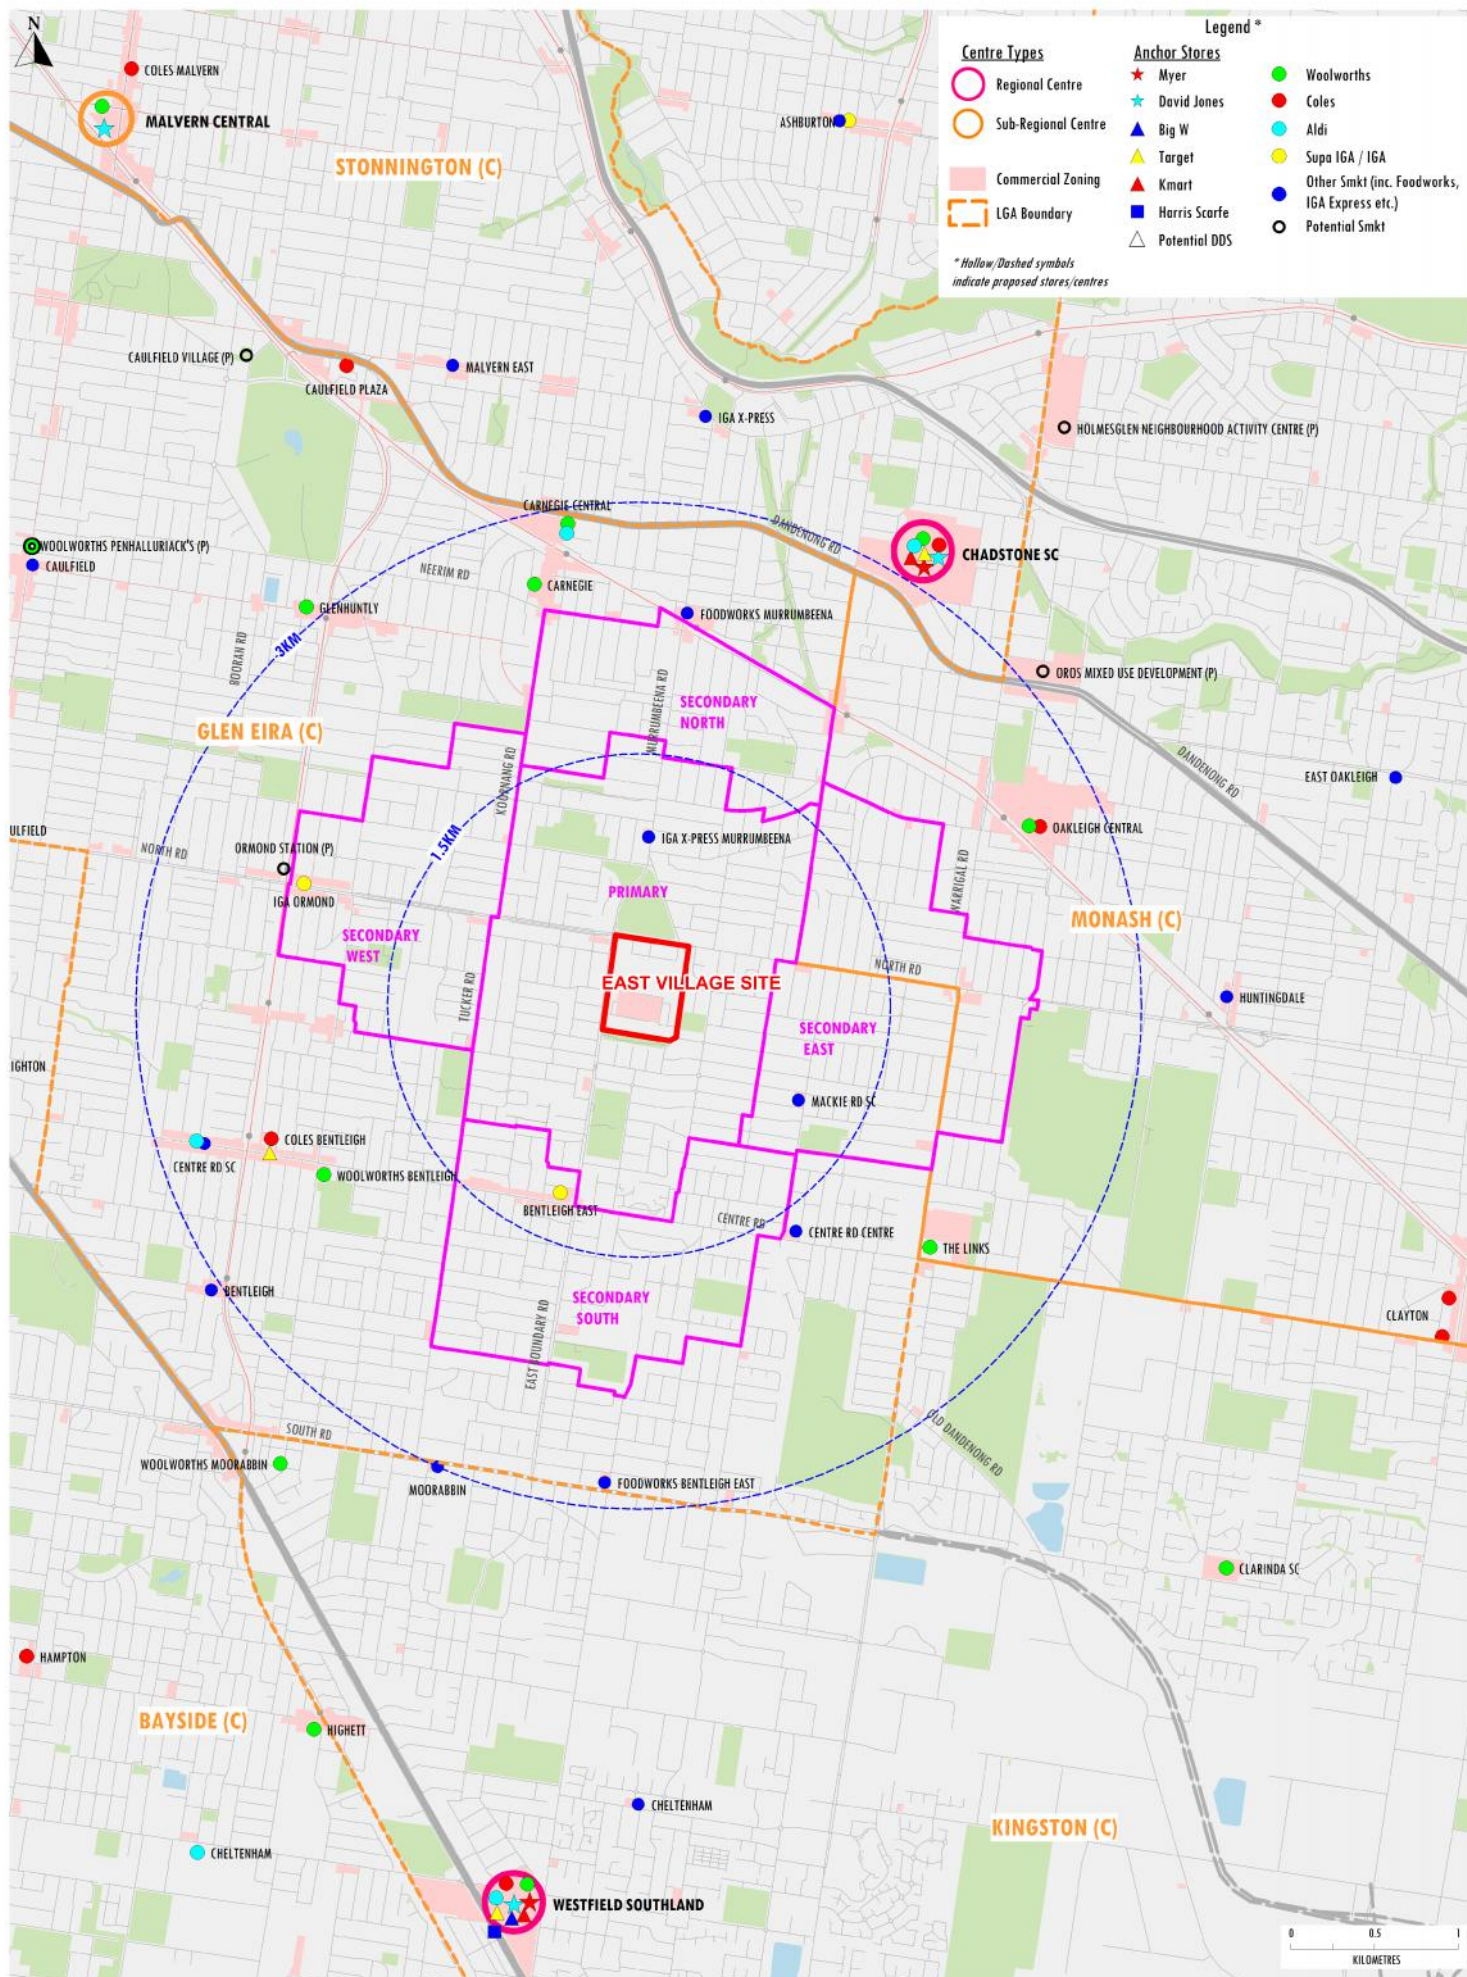 N
Legend *
Centre Types
Regional Centre
Sub-Regional Centre
Commercial Zoning
LGA Boundary
* Hollow/Dashed symbols
indicate proposed stores/centres
Anchor Stores
Myer
David Jones
Big W
Target
Kmart
Harris Scarfe
Potential DDS
Woolworths
Coles
Aldi
Supa IGA / IGA
Other Smkt (inc. Foodworks,
IGA Express etc.)
Potential Smkt
COLES MALVERN
MALVERN CENTRAL
ASHBURTON
STONNINGTON (C)
CAULFIELD VILLAGE (P)
CAULFIELD PLAZA
MALVERN EAST
IGA X-PRESS
HOLMESGLEN NEIGHBOURHOOD ACTIVITY CENTRE (P)
CARNEGIE CENTRAL
DANDENONG RD
CHADSTONE SC
WOOLWORTHS PENHALLURIACK'S (P)
CAULFIELD
NEERIM RD
CARNEGIE
GLENHUNTLY
FOODWORKS MURRUMBEENA
3KM
BOORAN RD
OROS MIXED USE DEVELOPMENT (P)
MURRUMBEENA RD
SECONDARY
NORTH
GLEN EIRA (C)
KOORNANG RD
DANDENONG RD
EAST OAKLEIGH
ULFIELD
NORTH RD
ORMOND STATION (P)
1.5KM
IGA X-PRESS MURRUMBEENA
OAKLEIGH CENTRAL
WARRIGAL RD
IGA ORMOND
PRIMARY
MONASH (C)
SECONDARY
WEST
NORTH RD
EAST VILLAGE SITE
TUCKER RD
HUNTINGDALE
SECONDARY
EAST
IGHTON
MACKIE RD SC
COLES BENTLEIGH
CENTRE RD SC
WOOLWORTHS BENTLEIGH
BENTLEIGH EAST
CENTRE RD
CENTRE RD CENTRE
THE LINKS
BENTLEIGH
SECONDARY
SOUTH
EAST BOUNDARY RD
CLAYTON
SOUTH RD
OLD DANDENONG RD
WOOLWORTHS MOORABBIN
MOORABBIN
FOODWORKS BENTLEIGH EAST
CLARINDA SC
HAMPTON
BAYSIDE (C)
HIGHETT
CHELTENHAM
KINGSTON (C)
CHELTENHAM
WESTFIELD SOUTHLAND
0 0.5 1
KILOMETRES